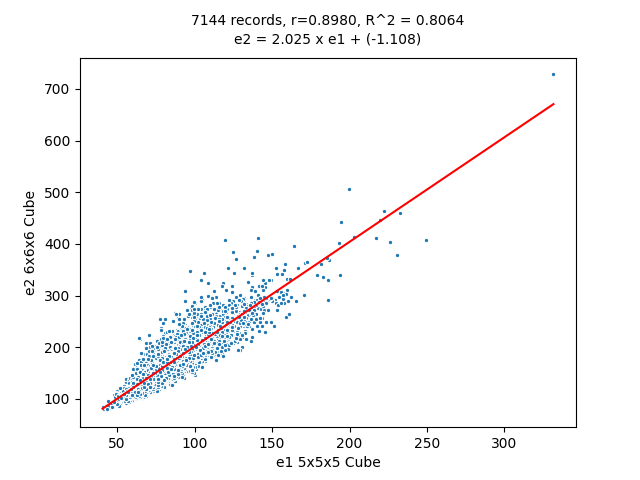 7144 records, r=0.8980, R^2 = 0.8064
e2 = 2.025 x e1 + (-1.108)
e2 6x6x6 Cube
700
600
500
400
300
200
100
50 100 150 200 250 300
e1 5x5x5 Cube